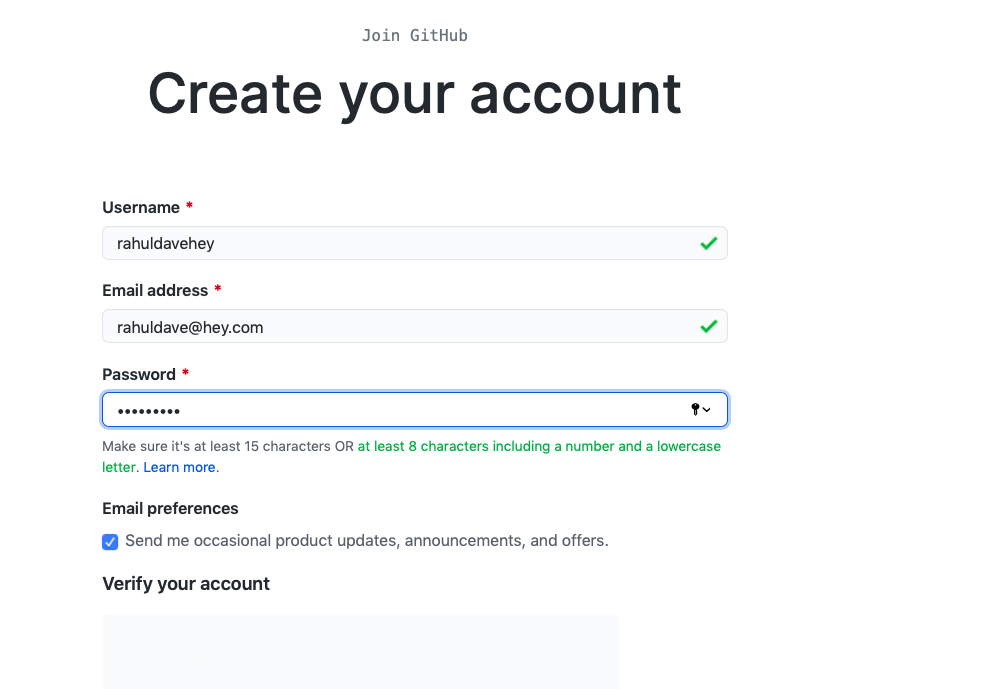 Join GitHub
Create your account
Username *
rahuldavehey
Email address *
rahuldave@hey.com
Password *
•••••••••
Make sure it's at least 15 characters OR at least 8 characters including a number and a lowercase
letter. Learn more.
Email preferences
Send me occasional product updates, announcements, and offers.
Verify your account